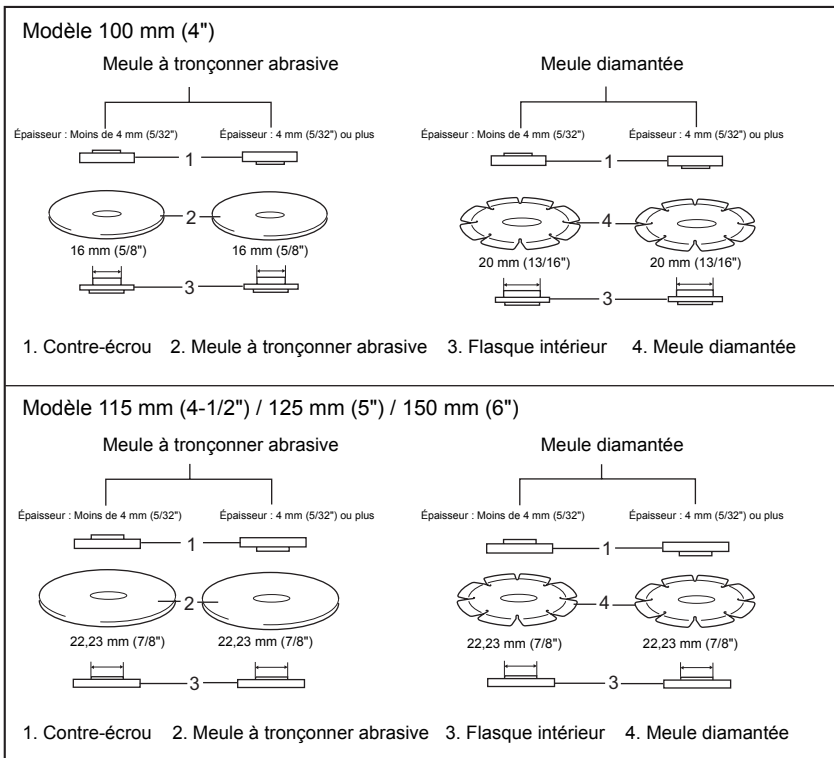 Modèle 100 mm (4")
Meule à tronçonner abrasive
Meule diamantée
Épaisseur : Moins de 4 mm (5/32")
Épaisseur : 4 mm (5/32") ou plus
Épaisseur : Moins de 4 mm (5/32")
Épaisseur : 4 mm (5/32") ou plus
1
1
2
4
16 mm (5/8")
16 mm (5/8")
20 mm (13/16")
20 mm (13/16")
3
3
1. Contre-écrou 2. Meule à tronçonner abrasive 3. Flasque intérieur 4. Meule diamantée
Modèle 115 mm (4-1/2") / 125 mm (5") / 150 mm (6")
Meule à tronçonner abrasive
Meule diamantée
Épaisseur : Moins de 4 mm (5/32")
Épaisseur : 4 mm (5/32") ou plus
Épaisseur : Moins de 4 mm (5/32")
Épaisseur : 4 mm (5/32") ou plus
1
1
2
4
22,23 mm (7/8")
22,23 mm (7/8")
22,23 mm (7/8")
22,23 mm (7/8")
3
3
1. Contre-écrou 2. Meule à tronçonner abrasive 3. Flasque intérieur 4. Meule diamantée